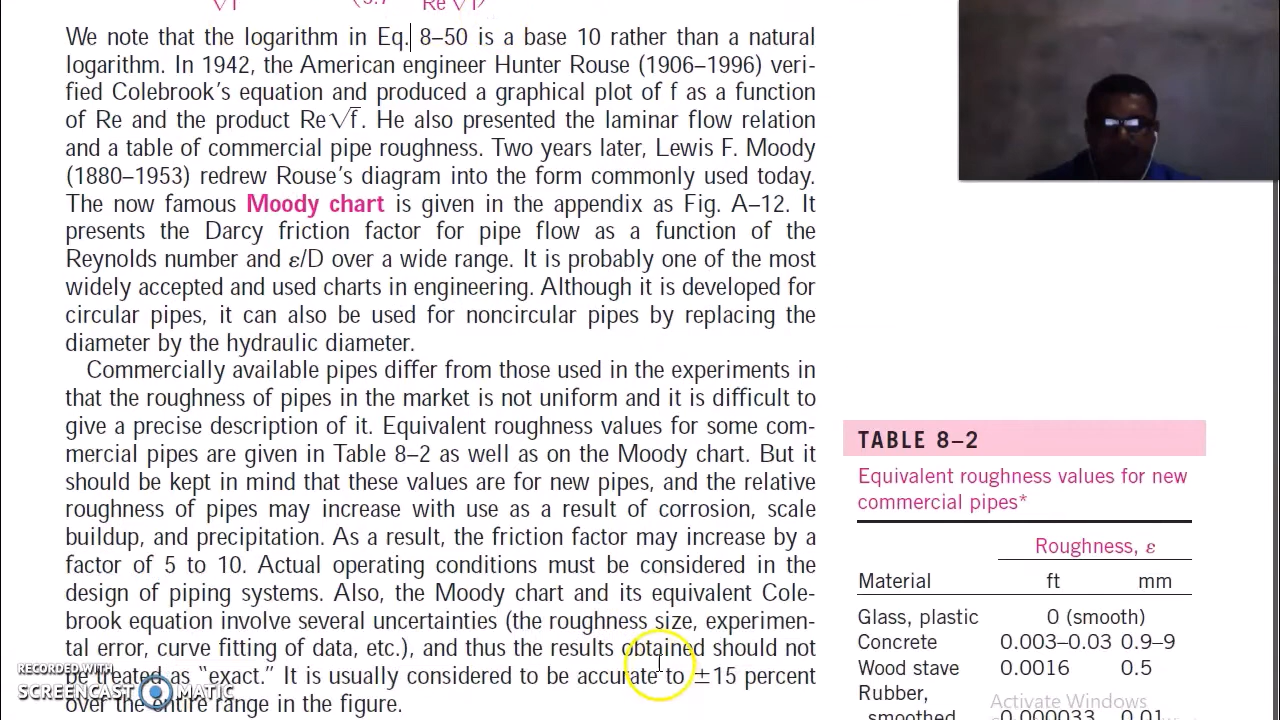 We note that the logarithm in Eq. 8–50 is a base 10 rather than a natural
logarithm. In 1942, the American engineer Hunter Rouse (1906–1996) veri-
fied Colebrook's equation and produced a graphical plot of f as a function
of Re and the product Re√f. He also presented the laminar flow relation
and a table of commercial pipe roughness. Two years later, Lewis F. Moody
(1880–1953) redrew Rouse's diagram into the form commonly used today.
The now famous Moody chart is given in the appendix as Fig. A–12. It
presents the Darcy friction factor for pipe flow as a function of the
Reynolds number and ε/D over a wide range. It is probably one of the most
widely accepted and used charts in engineering. Although it is developed for
circular pipes, it can also be used for noncircular pipes by replacing the
diameter by the hydraulic diameter.
Commercially available pipes differ from those used in the experiments in
that the roughness of pipes in the market is not uniform and it is difficult to
give a precise description of it. Equivalent roughness values for some com-
mercial pipes are given in Table 8–2 as well as on the Moody chart. But it
should be kept in mind that these values are for new pipes, and the relative
roughness of pipes may increase with use as a result of corrosion, scale
buildup, and precipitation. As a result, the friction factor may increase by a
factor of 5 to 10. Actual operating conditions must be considered in the
design of piping systems. Also, the Moody chart and its equivalent Cole-
brook equation involve several uncertainties (the roughness size, experimen-
tal error, curve fitting of data, etc.), and thus the results obtained should not
be treated as “exact.” It is usually considered to be accurate to ±15 percent
over the entire range in the figure.
TABLE 8–2
Equivalent roughness values for new
commercial pipes*
Roughness, ε
Material ft mm
Glass, plastic 0 (smooth)
Concrete 0.003–0.03 0.9–9
Wood stave 0.0016 0.5
Rubber,
smoothed 0.000033 0.01
Activate Windows
RECORDED WITH
SCREENCAST MATIC